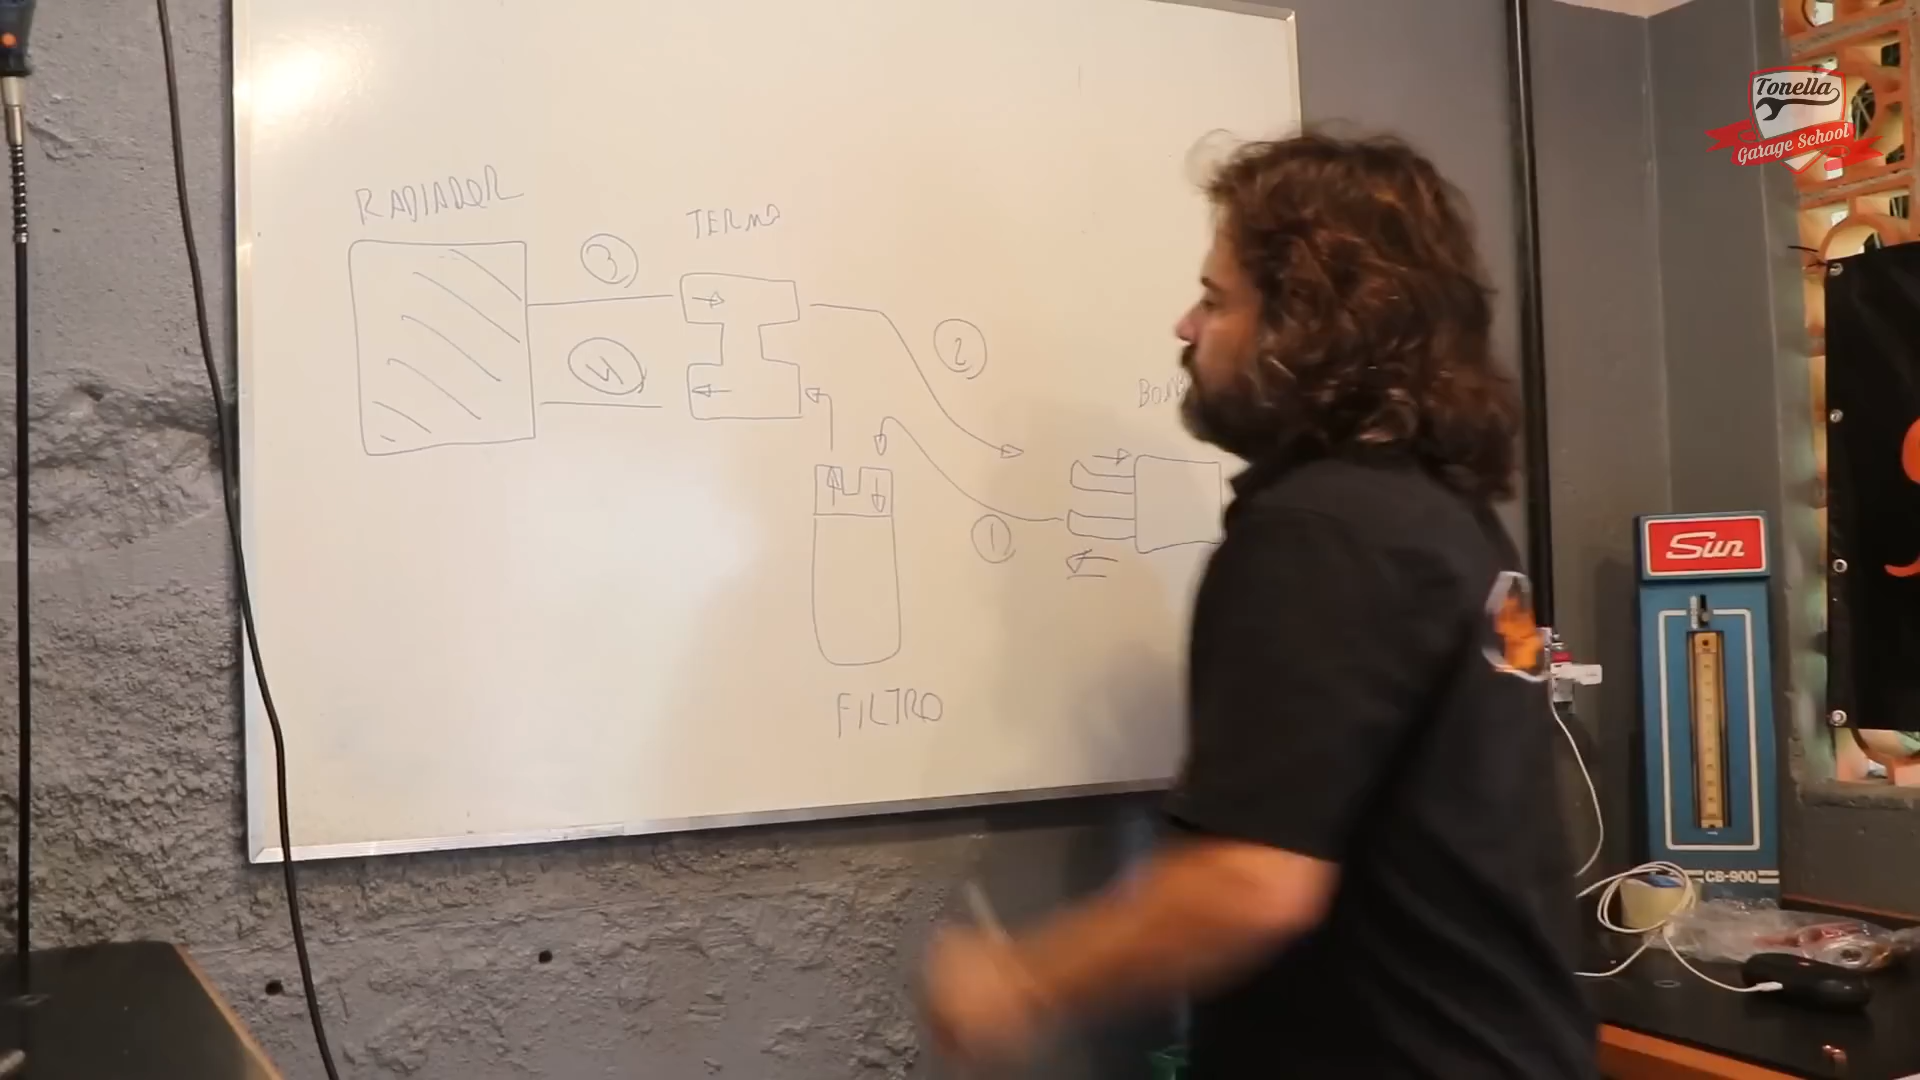 Tonella
Garage School
RADIADOR
TERMO
3
2
4
1
FILTRO
Sun
CB-900